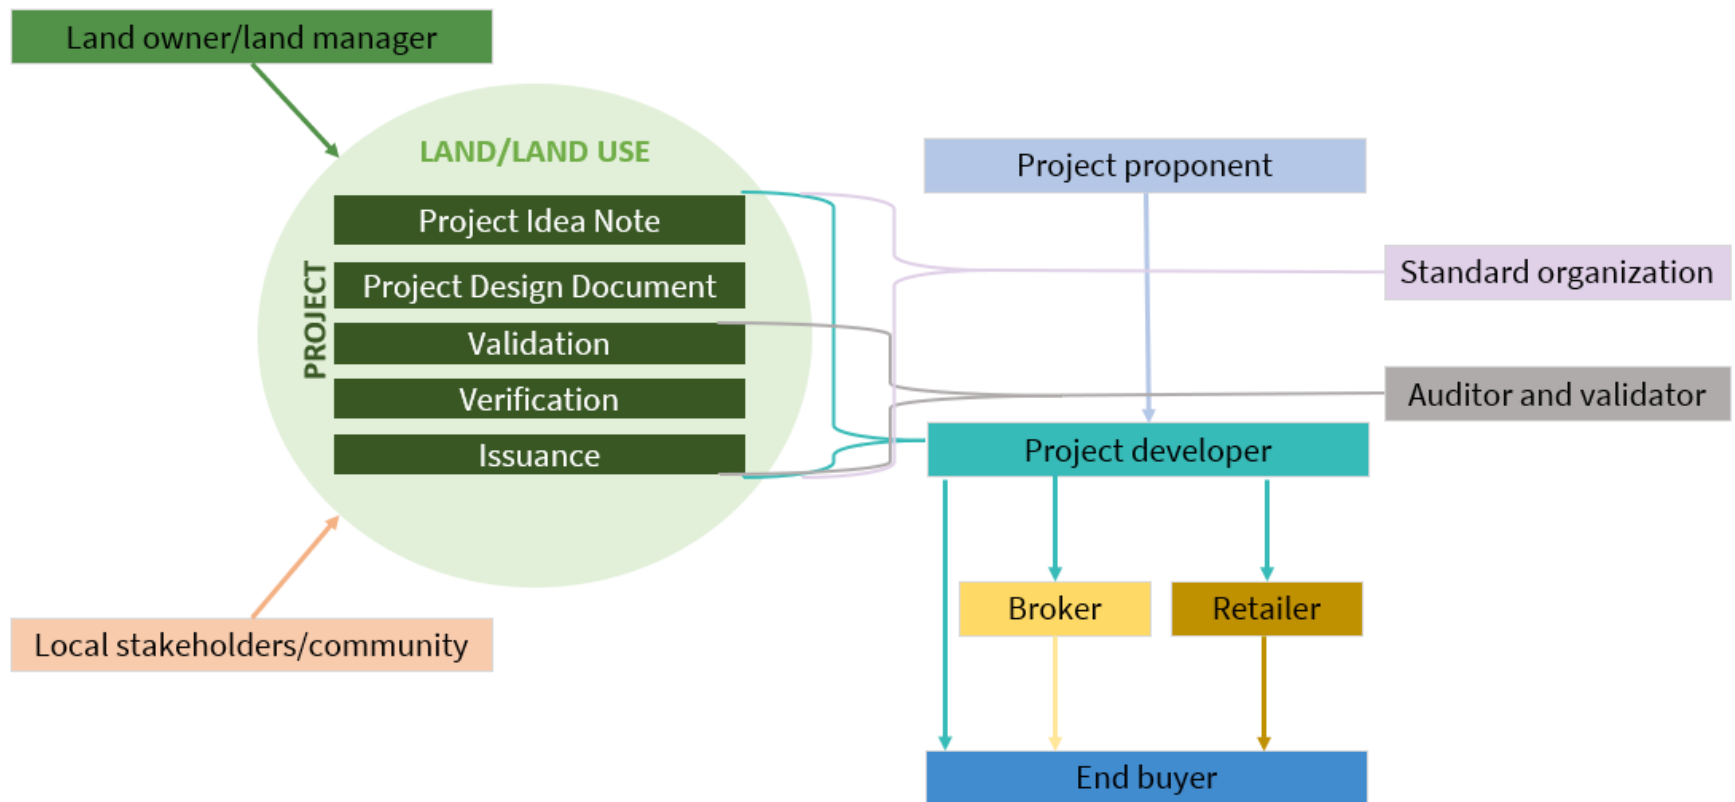 Land owner/land manager
LAND/LAND USE
PROJECT
Project Idea Note
Project Design Document
Validation
Verification
Issuance
Local stakeholders/community
Project proponent
Standard organization
Auditor and validator
Project developer
Broker
Retailer
End buyer